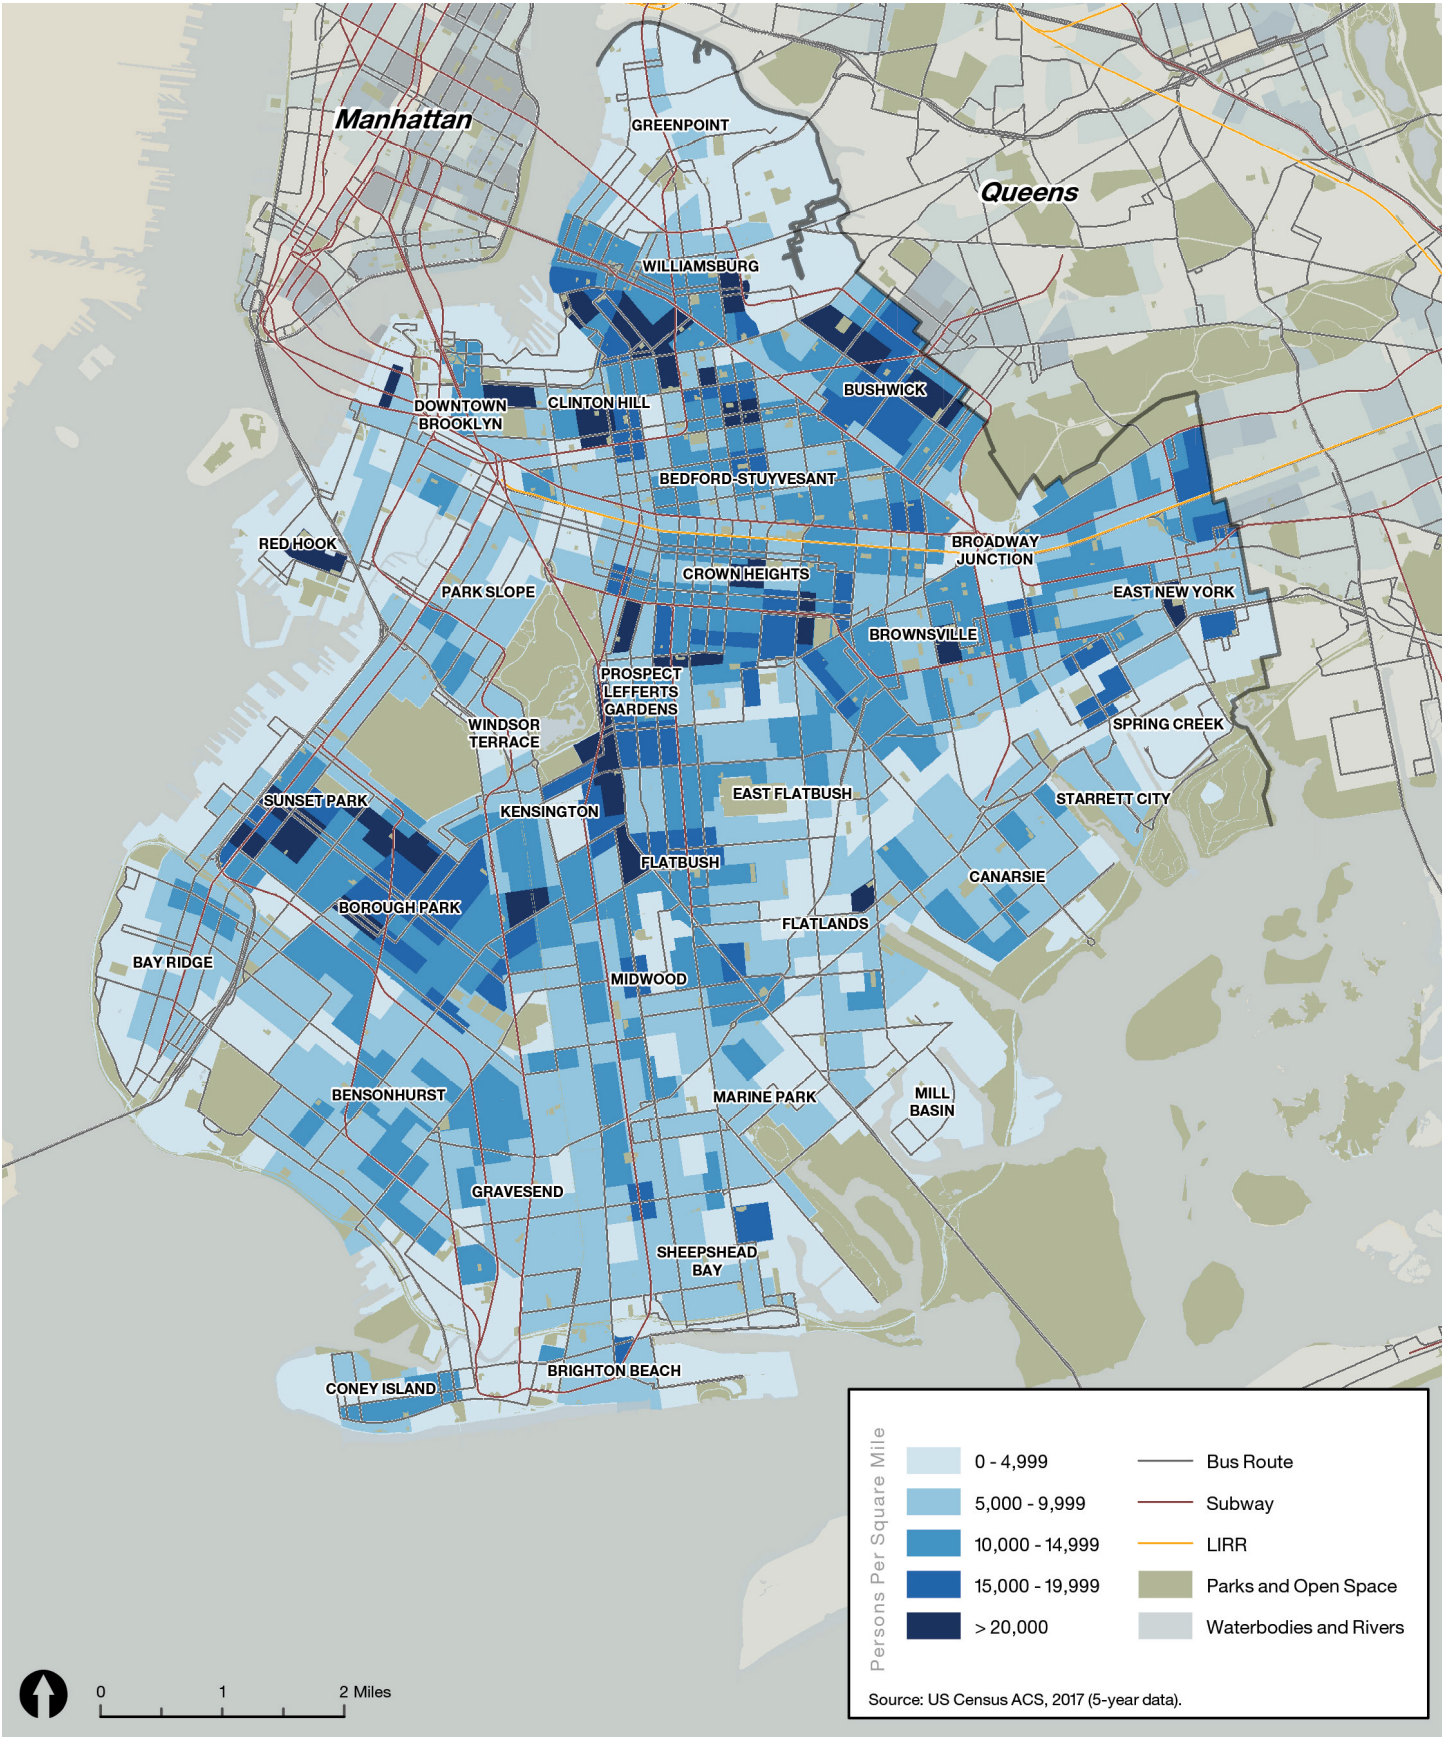 Manhattan
GREENPOINT
Queens
WILLIAMSBURG
BUSHWICK
DOWNTOWN
BROOKLYN
CLINTON HILL
BEDFORD-STUYVESANT
RED HOOK
BROADWAY
JUNCTION
CROWN HEIGHTS
PARK SLOPE
EAST NEW YORK
BROWNSVILLE
PROSPECT
LEFFERTS
GARDENS
WINDSOR
TERRACE
SPRING CREEK
SUNSET PARK
KENSINGTON
EAST FLATBUSH
STARRETT CITY
FLATBUSH
CANARSIE
BOROUGH PARK
FLATLANDS
BAY RIDGE
MIDWOOD
BENSONHURST
MARINE PARK
MILL
BASIN
GRAVESEND
SHEEPSHEAD
BAY
BRIGHTON BEACH
CONEY ISLAND
Persons Per Square Mile
0 - 4,999
5,000 - 9,999
10,000 - 14,999
15,000 - 19,999
> 20,000
Bus Route
Subway
LIRR
Parks and Open Space
Waterbodies and Rivers
Source: US Census ACS, 2017 (5-year data).
0 1 2 Miles